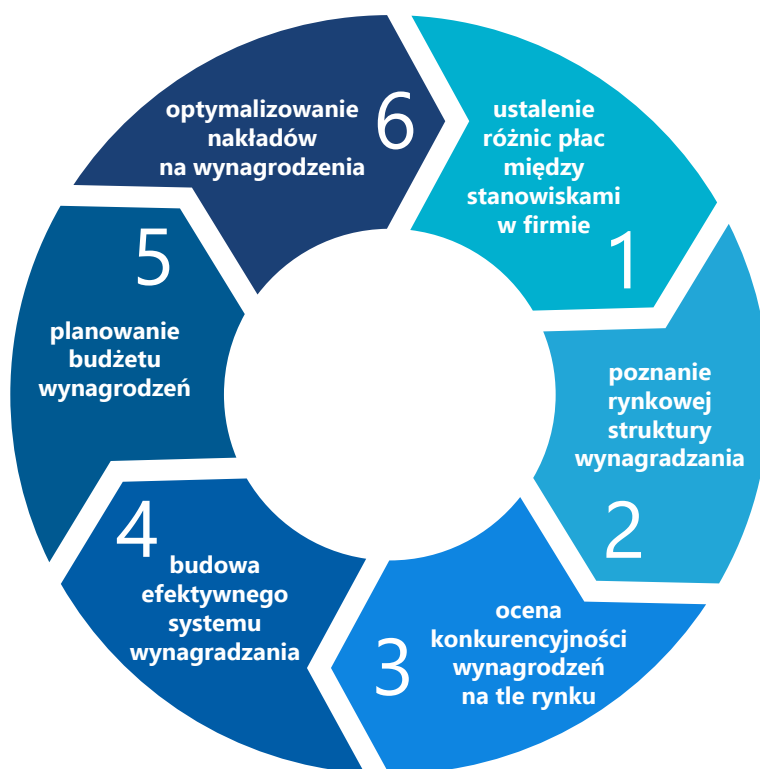 ustalenie
różnic płac
między
stanowiskami
w firmie
1
poznanie
rynkowej
struktury
wynagradzania
2
ocena
konkurencyjności
wynagrodzeń
na tle rynku
3
4
budowa
efektywnego
systemu
wynagradzania
5
planowanie
budżetu
wynagrodzeń
6
optymalizowanie
nakładów
na wynagrodzenia